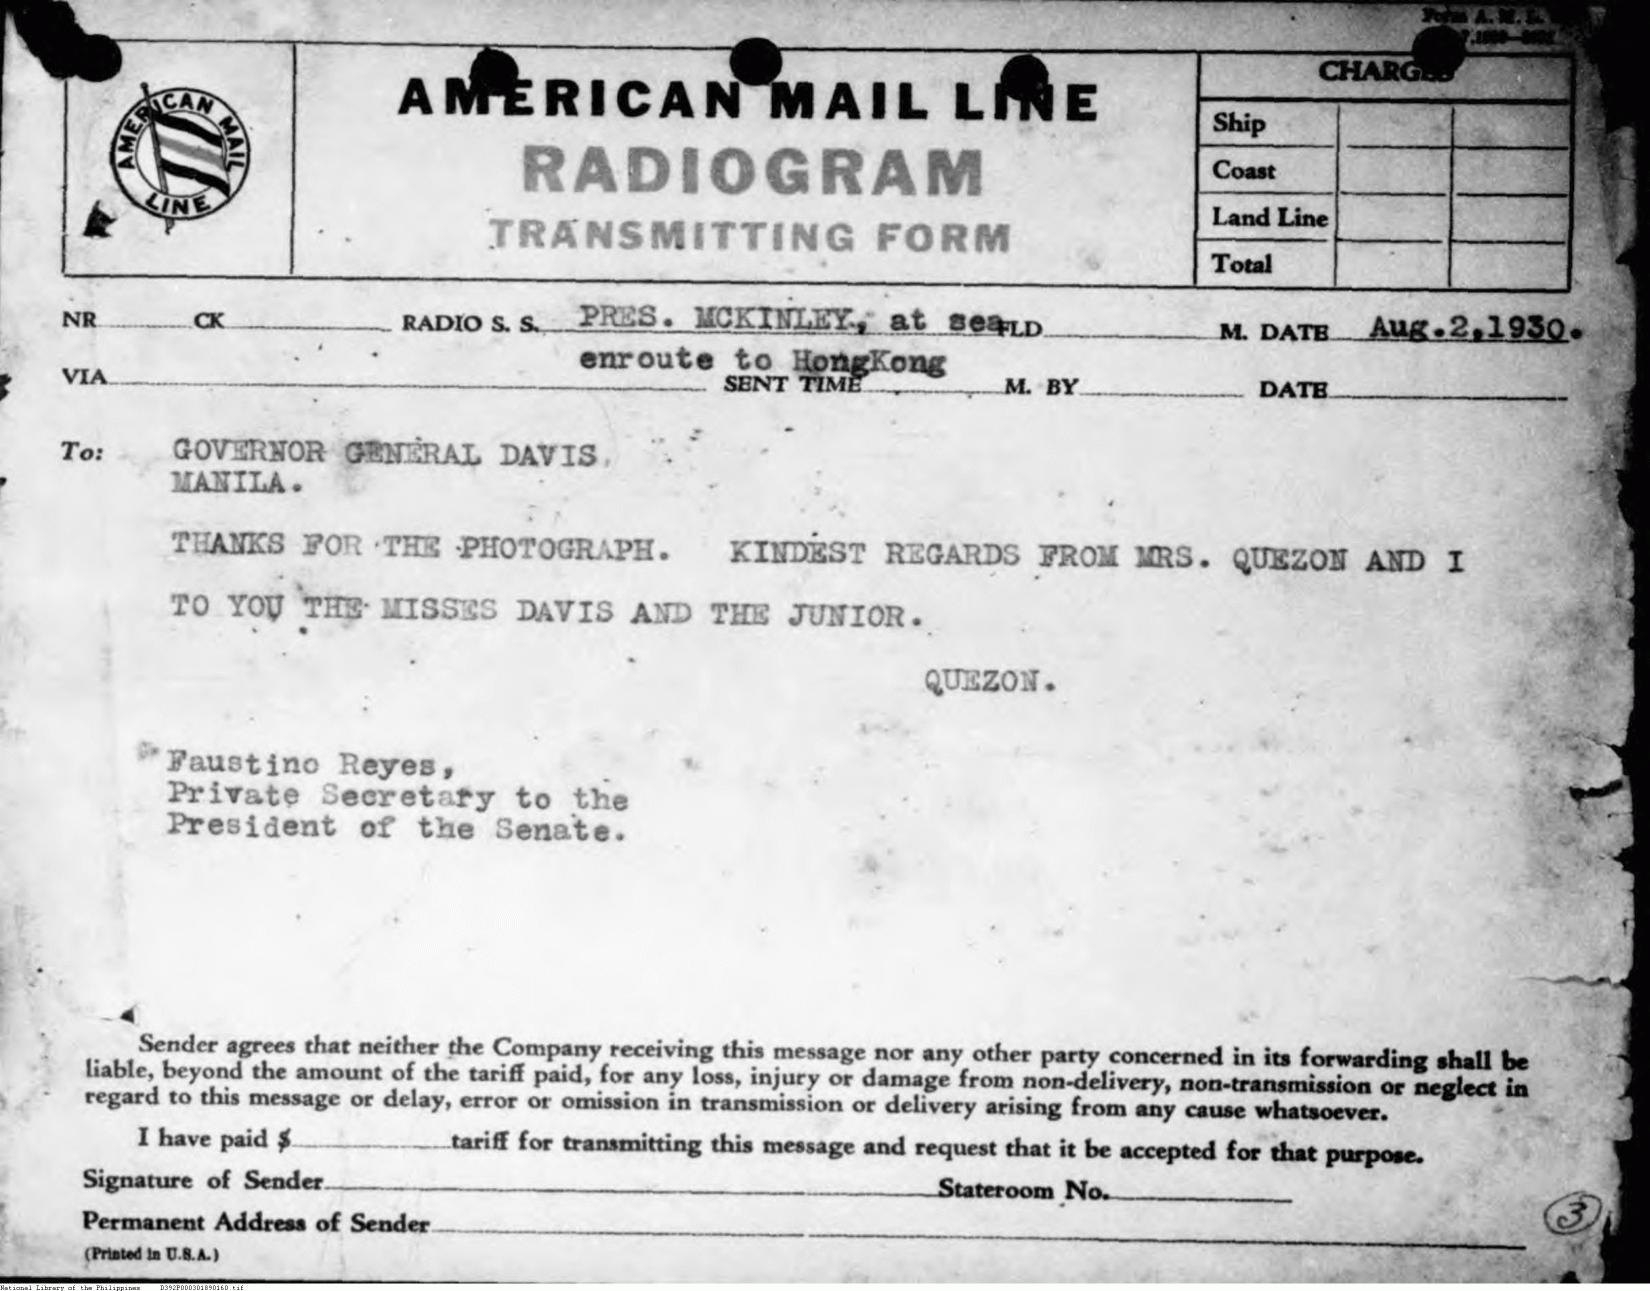 Form A. M. L.
AMERICAN MAIL LINE
AMERICAN MAIL LINE
RADIOGRAM
TRANSMITTING FORM
CHARGES
Ship
Coast
Land Line
Total
NR CK RADIO S. S. PRES. MCKINLEY, at sea FLD M. DATE Aug.2,1930.
enroute to HongKong
VIA SENT TIME M. BY DATE
To: GOVERNOR GENERAL DAVIS
MANILA.
THANKS FOR THE PHOTOGRAPH. KINDEST REGARDS FROM MRS. QUEZON AND I
TO YOU THE MISSES DAVIS AND THE JUNIOR.
QUEZON.
Faustino Reyes,
Private Secretary to the
President of the Senate.
Sender agrees that neither the Company receiving this message nor any other party concerned in its forwarding shall be
liable, beyond the amount of the tariff paid, for any loss, injury or damage from non-delivery, non-transmission or neglect in
regard to this message or delay, error or omission in transmission or delivery arising from any cause whatsoever.
I have paid $ tariff for transmitting this message and request that it be accepted for that purpose.
Signature of Sender Stateroom No.
Permanent Address of Sender
(Printed in U.S.A.)
3
National Library of the Philippines D392P000301890160.tif